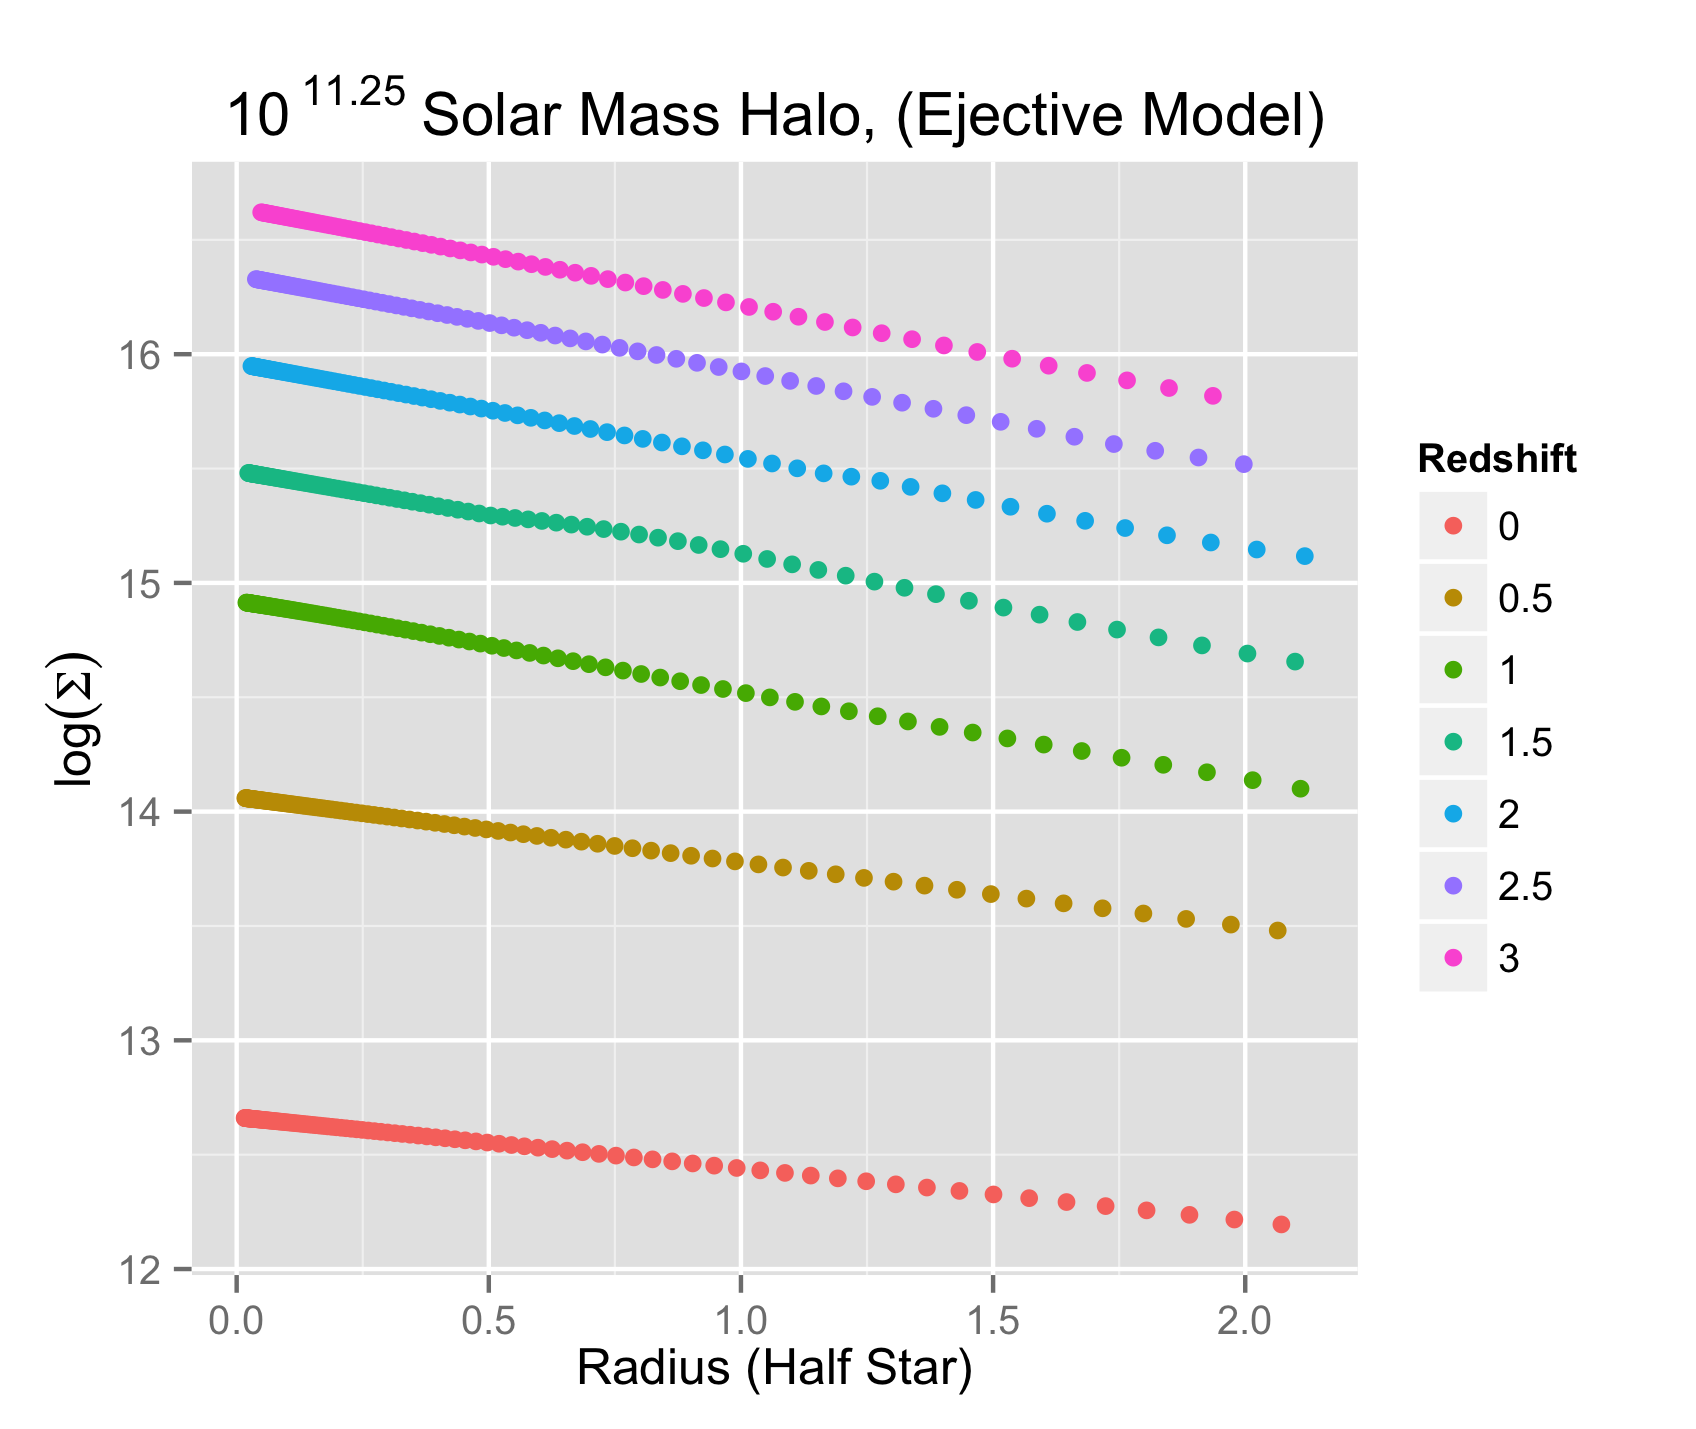 10^11.25 Solar Mass Halo, (Ejective Model)
log(Σ)
16
15
14
13
12
0.0 0.5 1.0 1.5 2.0
Radius (Half Star)
Redshift
0
0.5
1
1.5
2
2.5
3